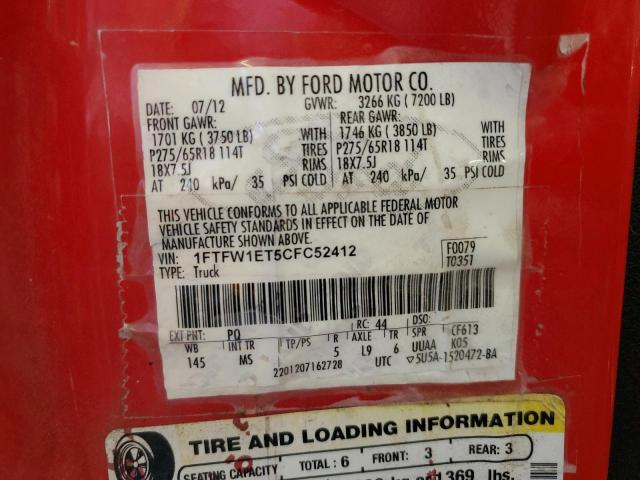 MFD. BY FORD MOTOR CO.
DATE: 07/12 GVWR: 3266 KG ( 7200 LB)
FRONT GAWR: REAR GAWR:
1701 KG ( 3750 LB) WITH 1746 KG ( 3850 LB) WITH
P275/65R18 114T TIRES P275/65R18 114T TIRES
18X7.5J RIMS 18X7.5J RIMS
AT 240 kPa/ 35 PSI COLD AT 240 kPa/ 35 PSI COLD
THIS VEHICLE CONFORMS TO ALL APPLICABLE FEDERAL MOTOR
VEHICLE SAFETY STANDARDS IN EFFECT ON THE DATE OF
MANUFACTURE SHOWN ABOVE.
VIN: 1FTFW1ET5CFC52412 F0079
TYPE: Truck T0351
EXT PNT: PQ RC: 44 DSO:
WB INT TR TP/PS R AXLE TR SPR CF613
145 MS 5 L9 6 UUAA K05
2201207162728 UTC ▽5U5A-1520472-BA
TIRE AND LOADING INFORMATION
SEATING CAPACITY TOTAL: 6 FRONT: 3 REAR: 3
kg or 1369 lbs.